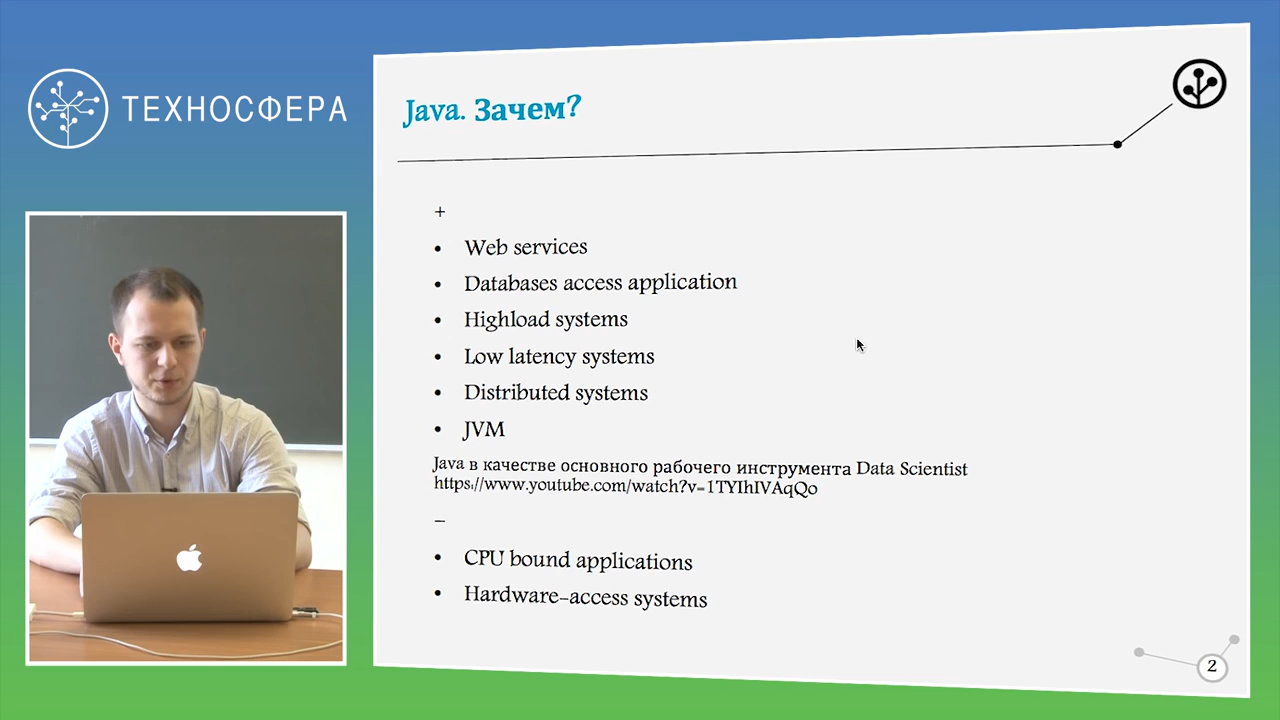 ТЕХНОСФЕРА
Java. Зачем?
+
• Web services
• Databases access application
• Highload systems
• Low latency systems
• Distributed systems
• JVM
Java в качестве основного рабочего инструмента Data Scientist
https://www.youtube.com/watch?v=1TYIhIVAqQo
–
• CPU bound applications
• Hardware-access systems
2